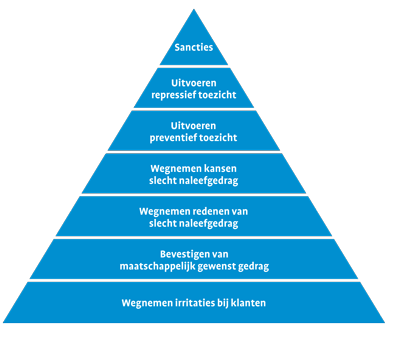 Sancties
Uitvoeren
repressief toezicht
Uitvoeren
preventief toezicht
Wegnemen kansen
slecht naleefgedrag
Wegnemen redenen van
slecht naleefgedrag
Bevestigen van
maatschappelijk gewenst gedrag
Wegnemen irritaties bij klanten